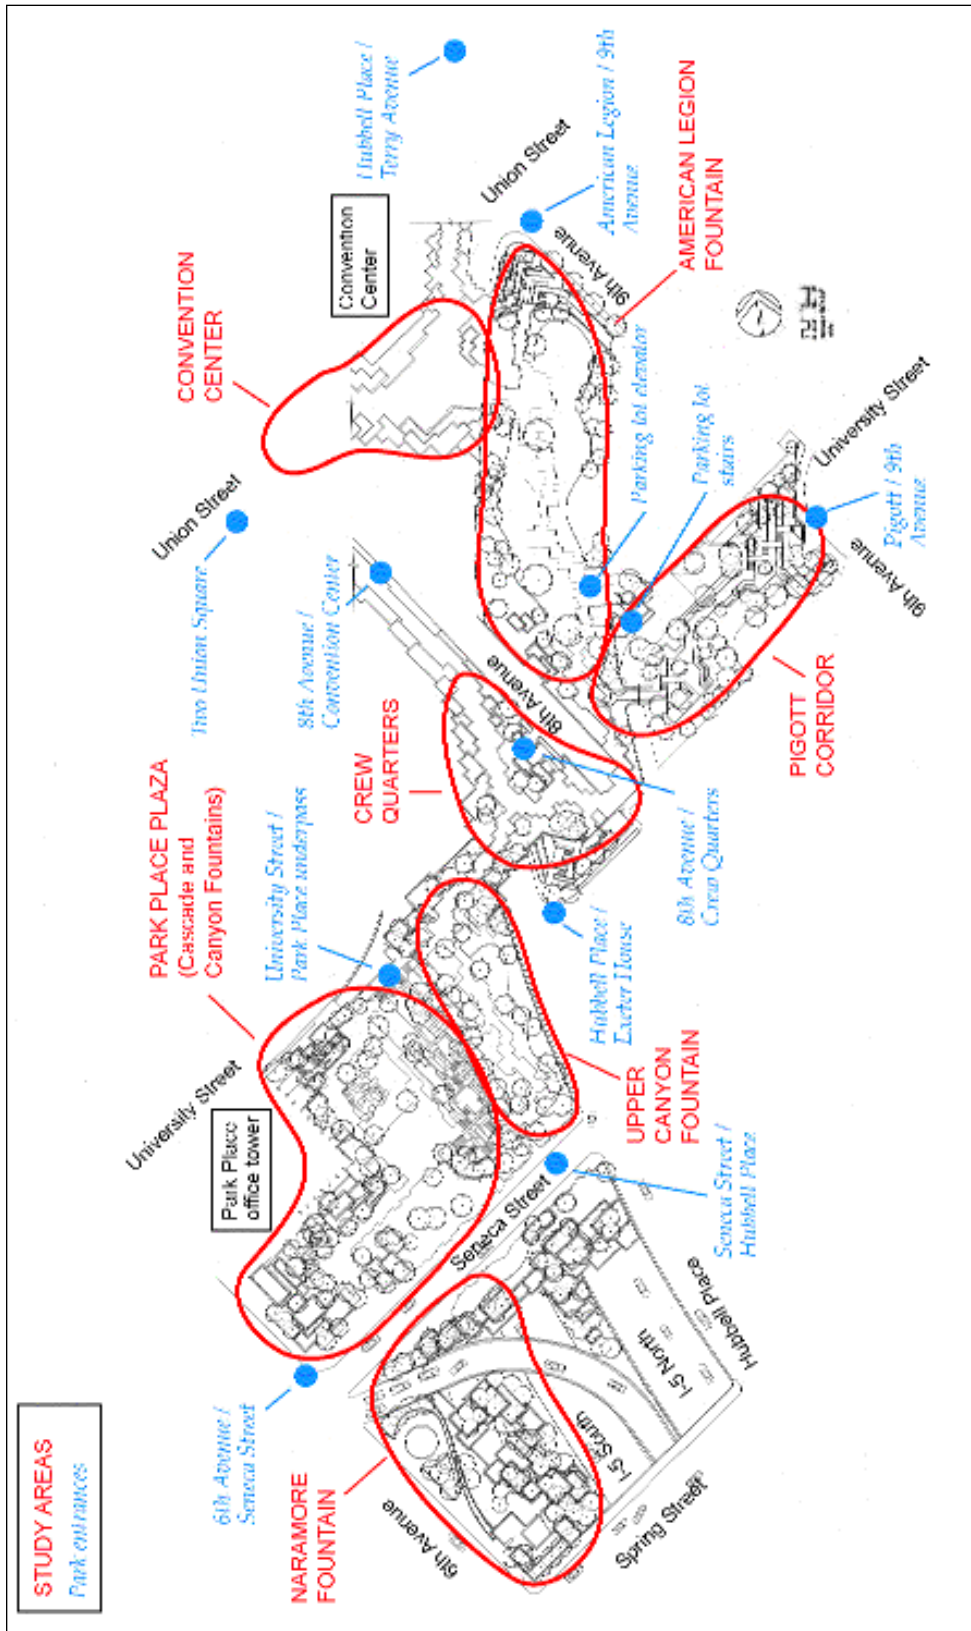 STUDY AREAS
Park entrances
6th Avenue /
Seneca Street
NARAMORE
FOUNTAIN
6th Avenue
Spring Street
I-5 South
I-5 North
Hubbell Place
Seneca Street
Seneca Street /
Hubbell Place
Park Place
office tower
University Street
PARK PLACE PLAZA
(Cascade and
Canyon Fountains)
University Street /
Park Place underpass
UPPER
CANYON
FOUNTAIN
Hubbell Place /
Exeter House
CREW
QUARTERS
8th Avenue /
Crew Quarters
8th Avenue
8th Avenue /
Convention Center
Two Union Square
Union Street
CONVENTION
CENTER
Convention
Center
Hubbell Place /
Terry Avenue
Union Street
American Legion / 9th
Avenue
9th Avenue
AMERICAN LEGION
FOUNTAIN
Parking lot elevator
Parking lot
stairs
PIGOTT
CORRIDOR
University Street
Pigott / 9th
Avenue
9th Avenue